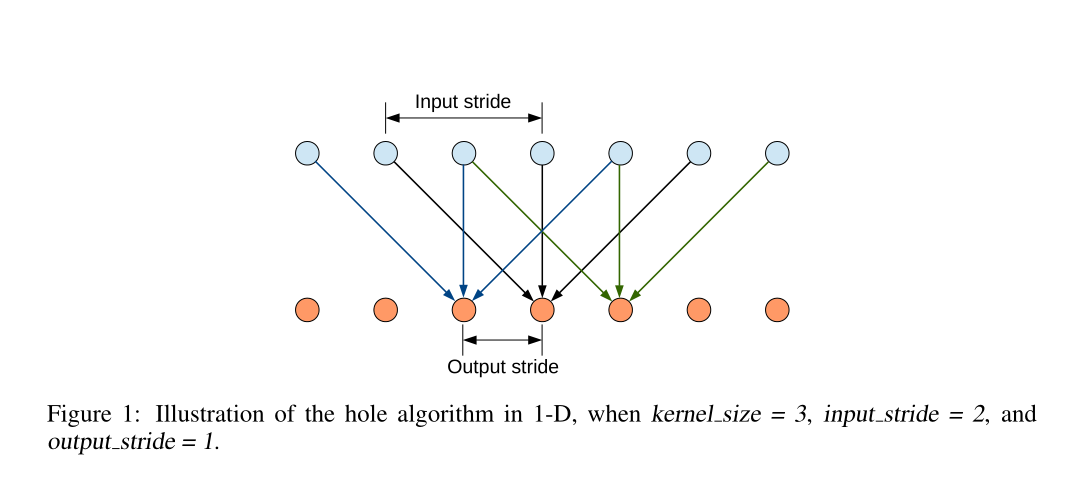 Input stride
Output stride
Figure 1: Illustration of the hole algorithm in 1-D, when kernel_size = 3, input_stride = 2, and
output_stride = 1.